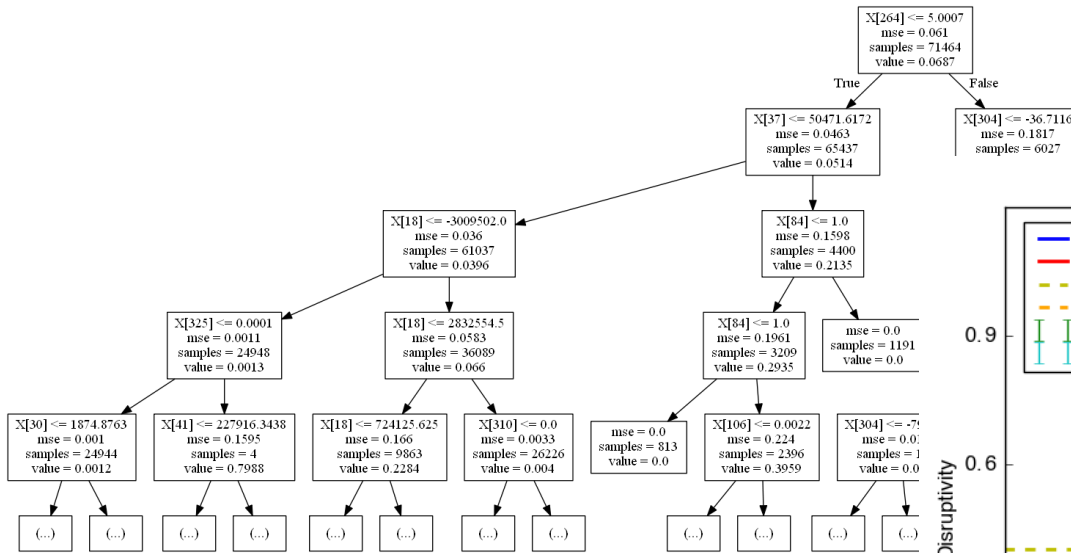 X[264] <= 5.0007
mse = 0.061
samples = 71464
value = 0.0687
True
False
X[37] <= 50471.6172
mse = 0.0463
samples = 65437
value = 0.0514
X[304] <= -36.7116
mse = 0.1817
samples = 6027
X[18] <= -3009502.0
mse = 0.036
samples = 61037
value = 0.0396
X[84] <= 1.0
mse = 0.1598
samples = 4400
value = 0.2135
X[325] <= 0.0001
mse = 0.0011
samples = 24948
value = 0.0013
X[18] <= 2832554.5
mse = 0.0583
samples = 36089
value = 0.066
X[84] <= 1.0
mse = 0.1961
samples = 3209
value = 0.2935
mse = 0.0
samples = 1191
value = 0.0
X[30] <= 1874.8763
mse = 0.001
samples = 24944
value = 0.0012
X[41] <= 227916.3438
mse = 0.1595
samples = 4
value = 0.7988
X[18] <= 724125.625
mse = 0.166
samples = 9863
value = 0.2284
X[310] <= 0.0
mse = 0.0033
samples = 26226
value = 0.004
mse = 0.0
samples = 813
value = 0.0
X[106] <= 0.0022
mse = 0.224
samples = 2396
value = 0.3959
X[304] <=
mse =
samples =
value =
(...)
(...)
(...)
(...)
(...)
(...)
(...)
(...)
(...)
(...)
(...)
0.9
0.6
Disruptivity